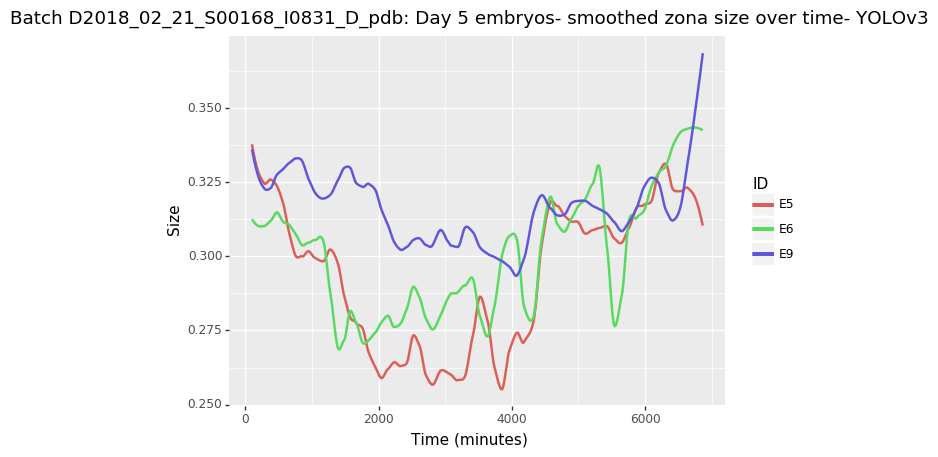 Batch D2018_02_21_S00168_I0831_D_pdb: Day 5 embryos- smoothed zona size over time- YOLOv3
0.350
0.325
0.300
0.275
0.250
Size
0
2000
4000
6000
Time (minutes)
ID
E5
E6
E9